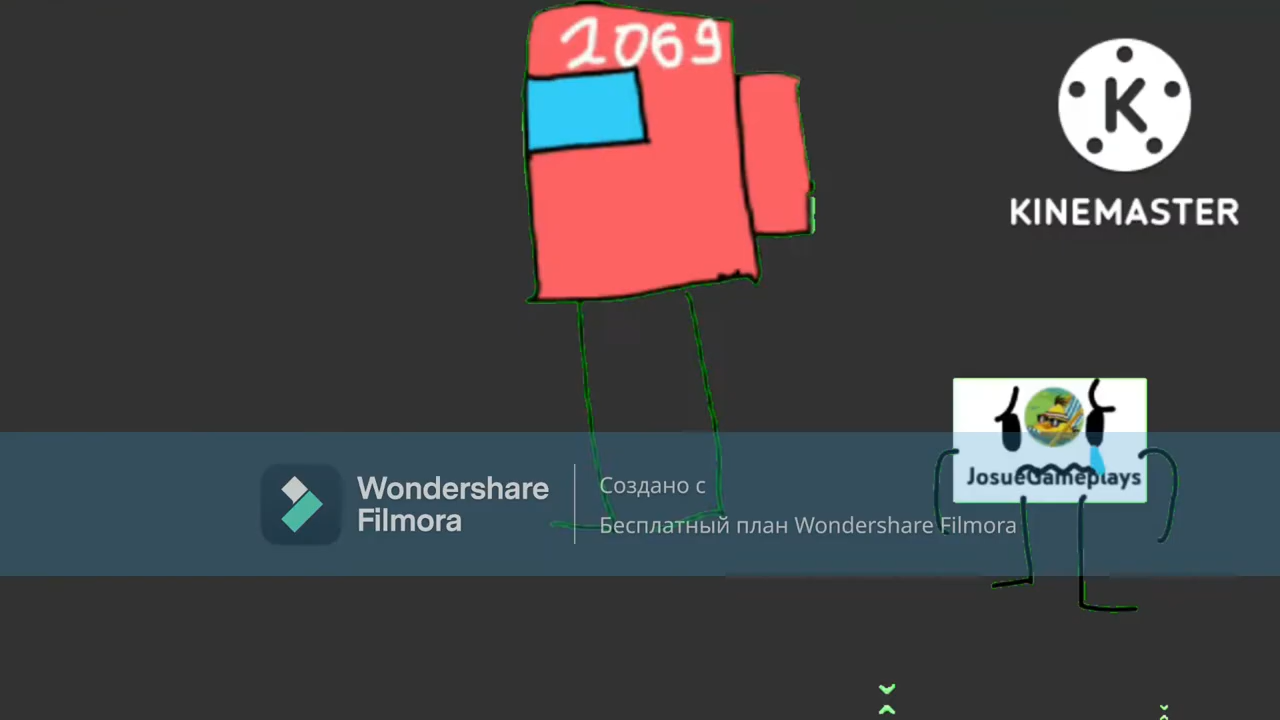 2069
K
KINEMASTER
JosueGameplays
Wondershare
Filmora
Создано с
Бесплатный план Wondershare Filmora